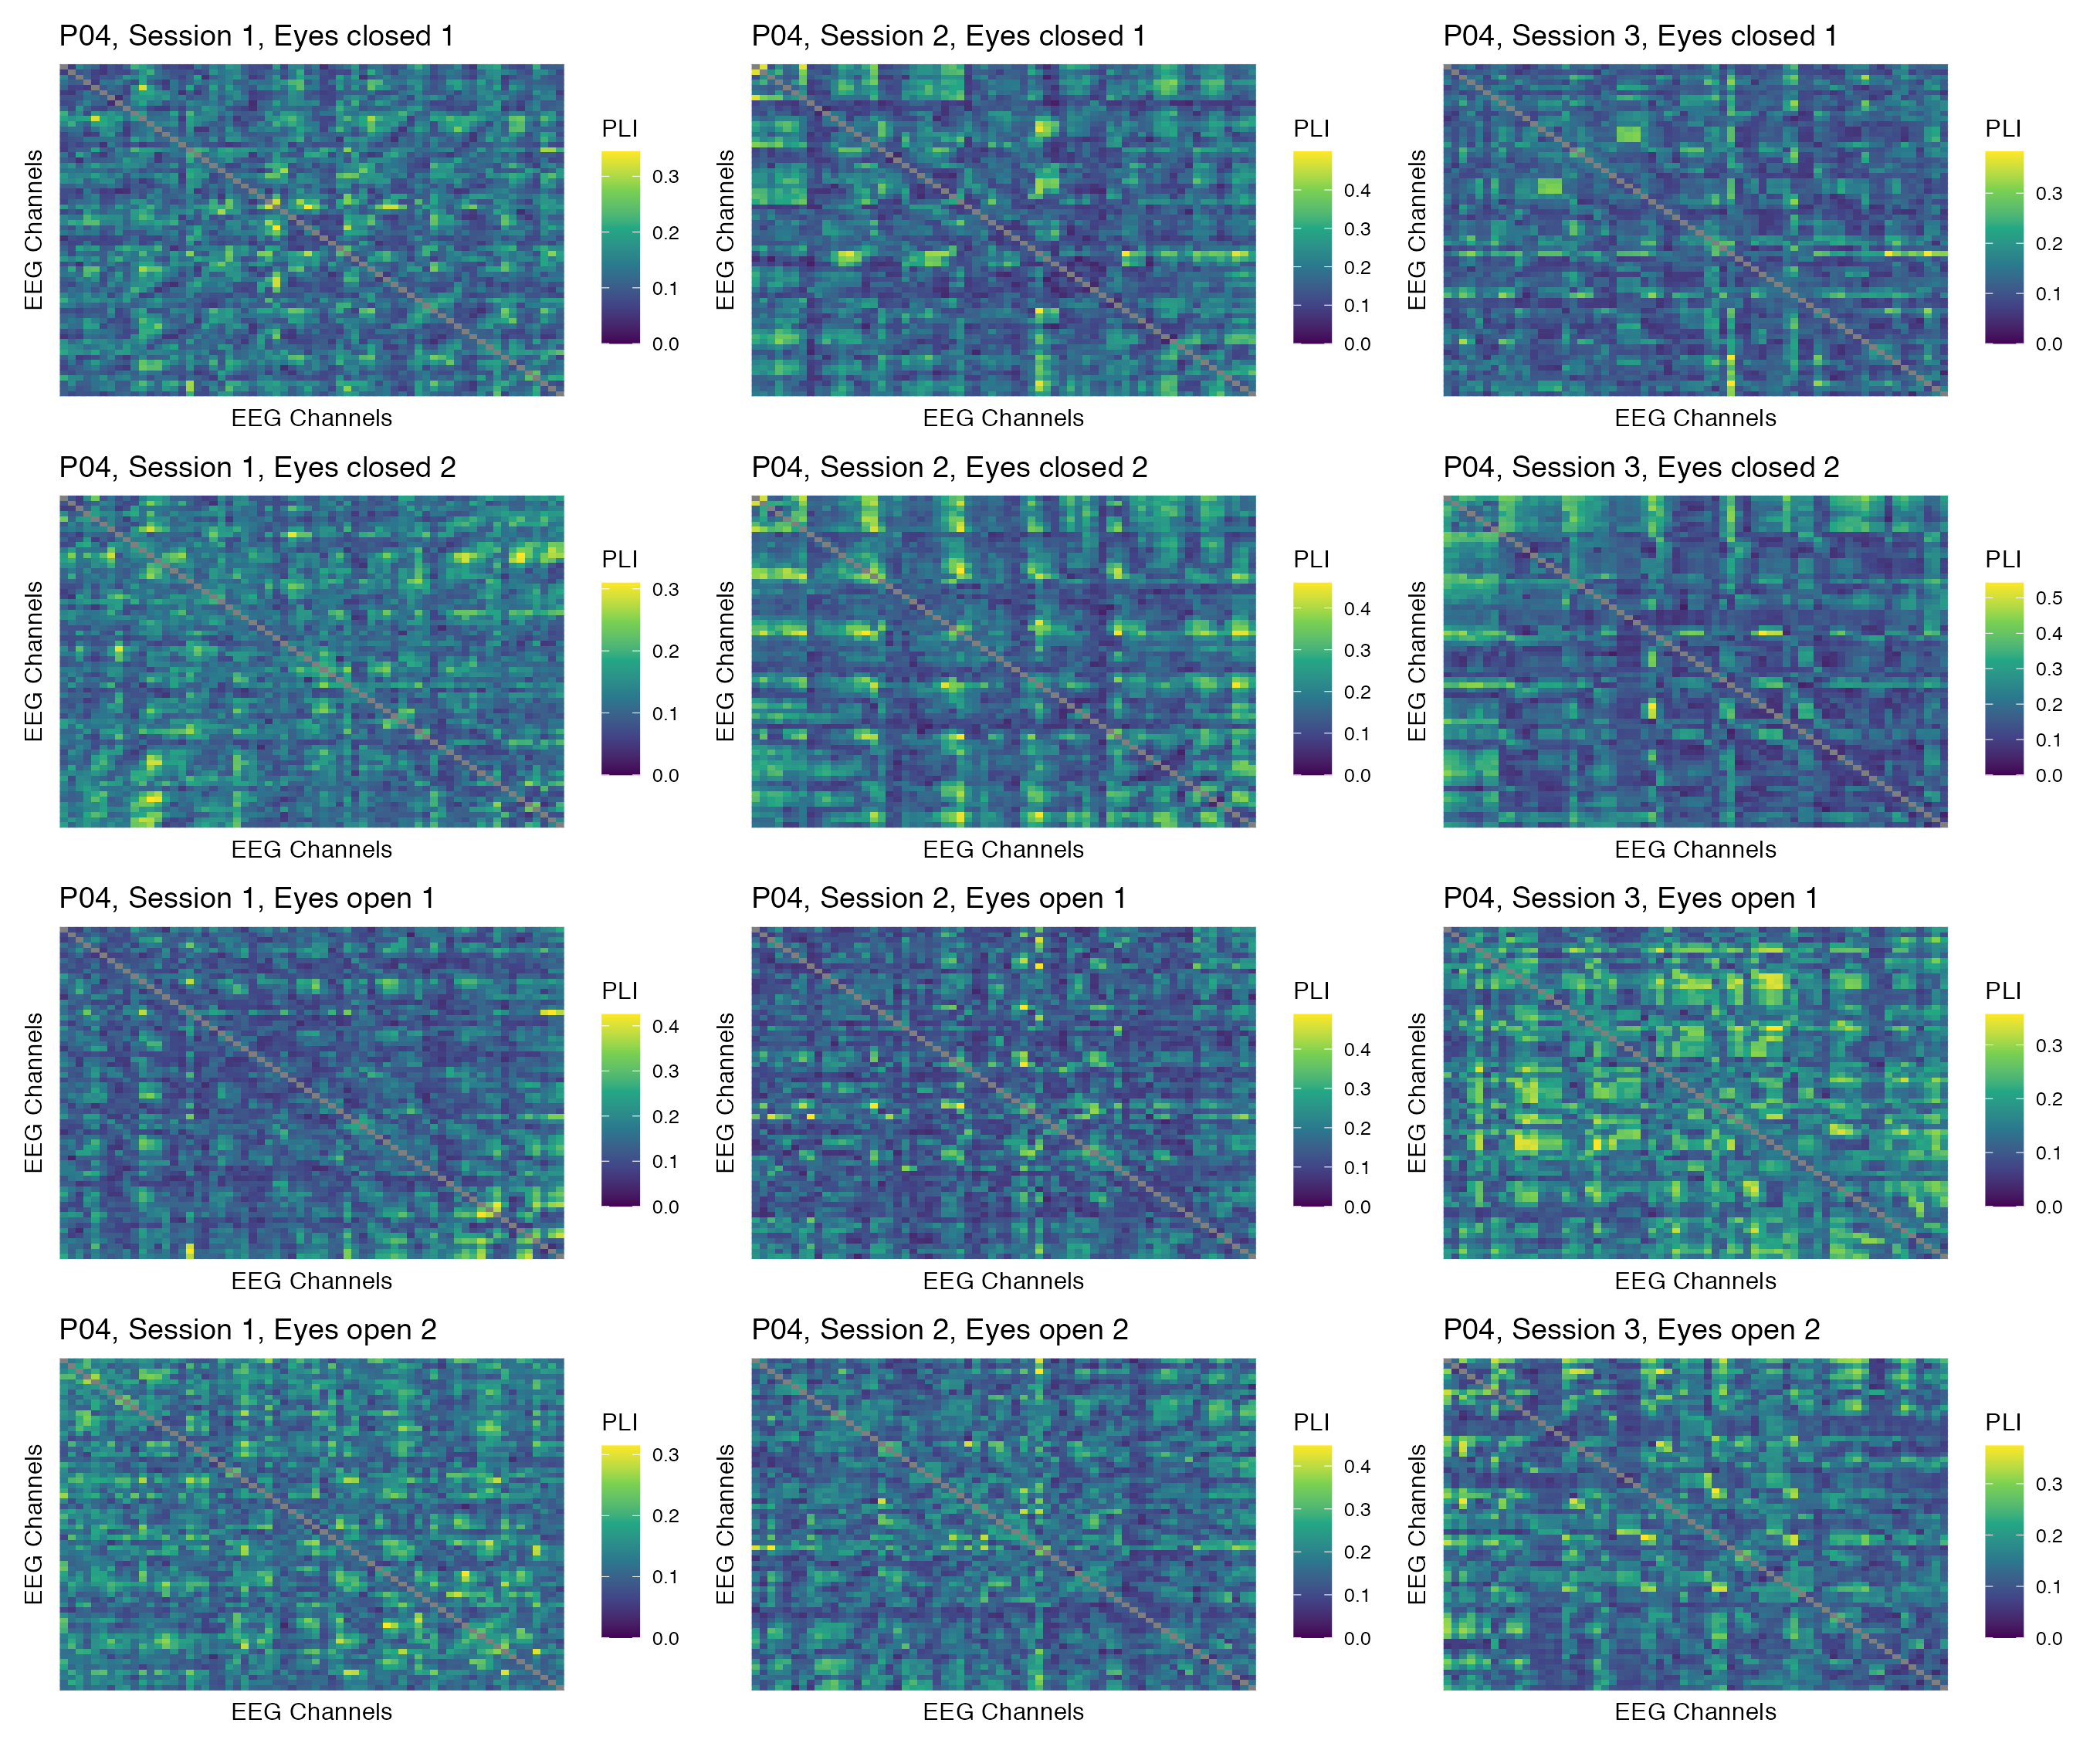 P04, Session 1, Eyes closed 1
EEG Channels
EEG Channels
PLI
0.3
0.2
0.1
0.0
P04, Session 2, Eyes closed 1
EEG Channels
EEG Channels
PLI
0.4
0.3
0.2
0.1
0.0
P04, Session 3, Eyes closed 1
EEG Channels
EEG Channels
PLI
0.3
0.2
0.1
0.0
P04, Session 1, Eyes closed 2
EEG Channels
EEG Channels
PLI
0.3
0.2
0.1
0.0
P04, Session 2, Eyes closed 2
EEG Channels
EEG Channels
PLI
0.4
0.3
0.2
0.1
0.0
P04, Session 3, Eyes closed 2
EEG Channels
EEG Channels
PLI
0.5
0.4
0.3
0.2
0.1
0.0
P04, Session 1, Eyes open 1
EEG Channels
EEG Channels
PLI
0.4
0.3
0.2
0.1
0.0
P04, Session 2, Eyes open 1
EEG Channels
EEG Channels
PLI
0.4
0.3
0.2
0.1
0.0
P04, Session 3, Eyes open 1
EEG Channels
EEG Channels
PLI
0.3
0.2
0.1
0.0
P04, Session 1, Eyes open 2
EEG Channels
EEG Channels
PLI
0.3
0.2
0.1
0.0
P04, Session 2, Eyes open 2
EEG Channels
EEG Channels
PLI
0.4
0.3
0.2
0.1
0.0
P04, Session 3, Eyes open 2
EEG Channels
EEG Channels
PLI
0.3
0.2
0.1
0.0